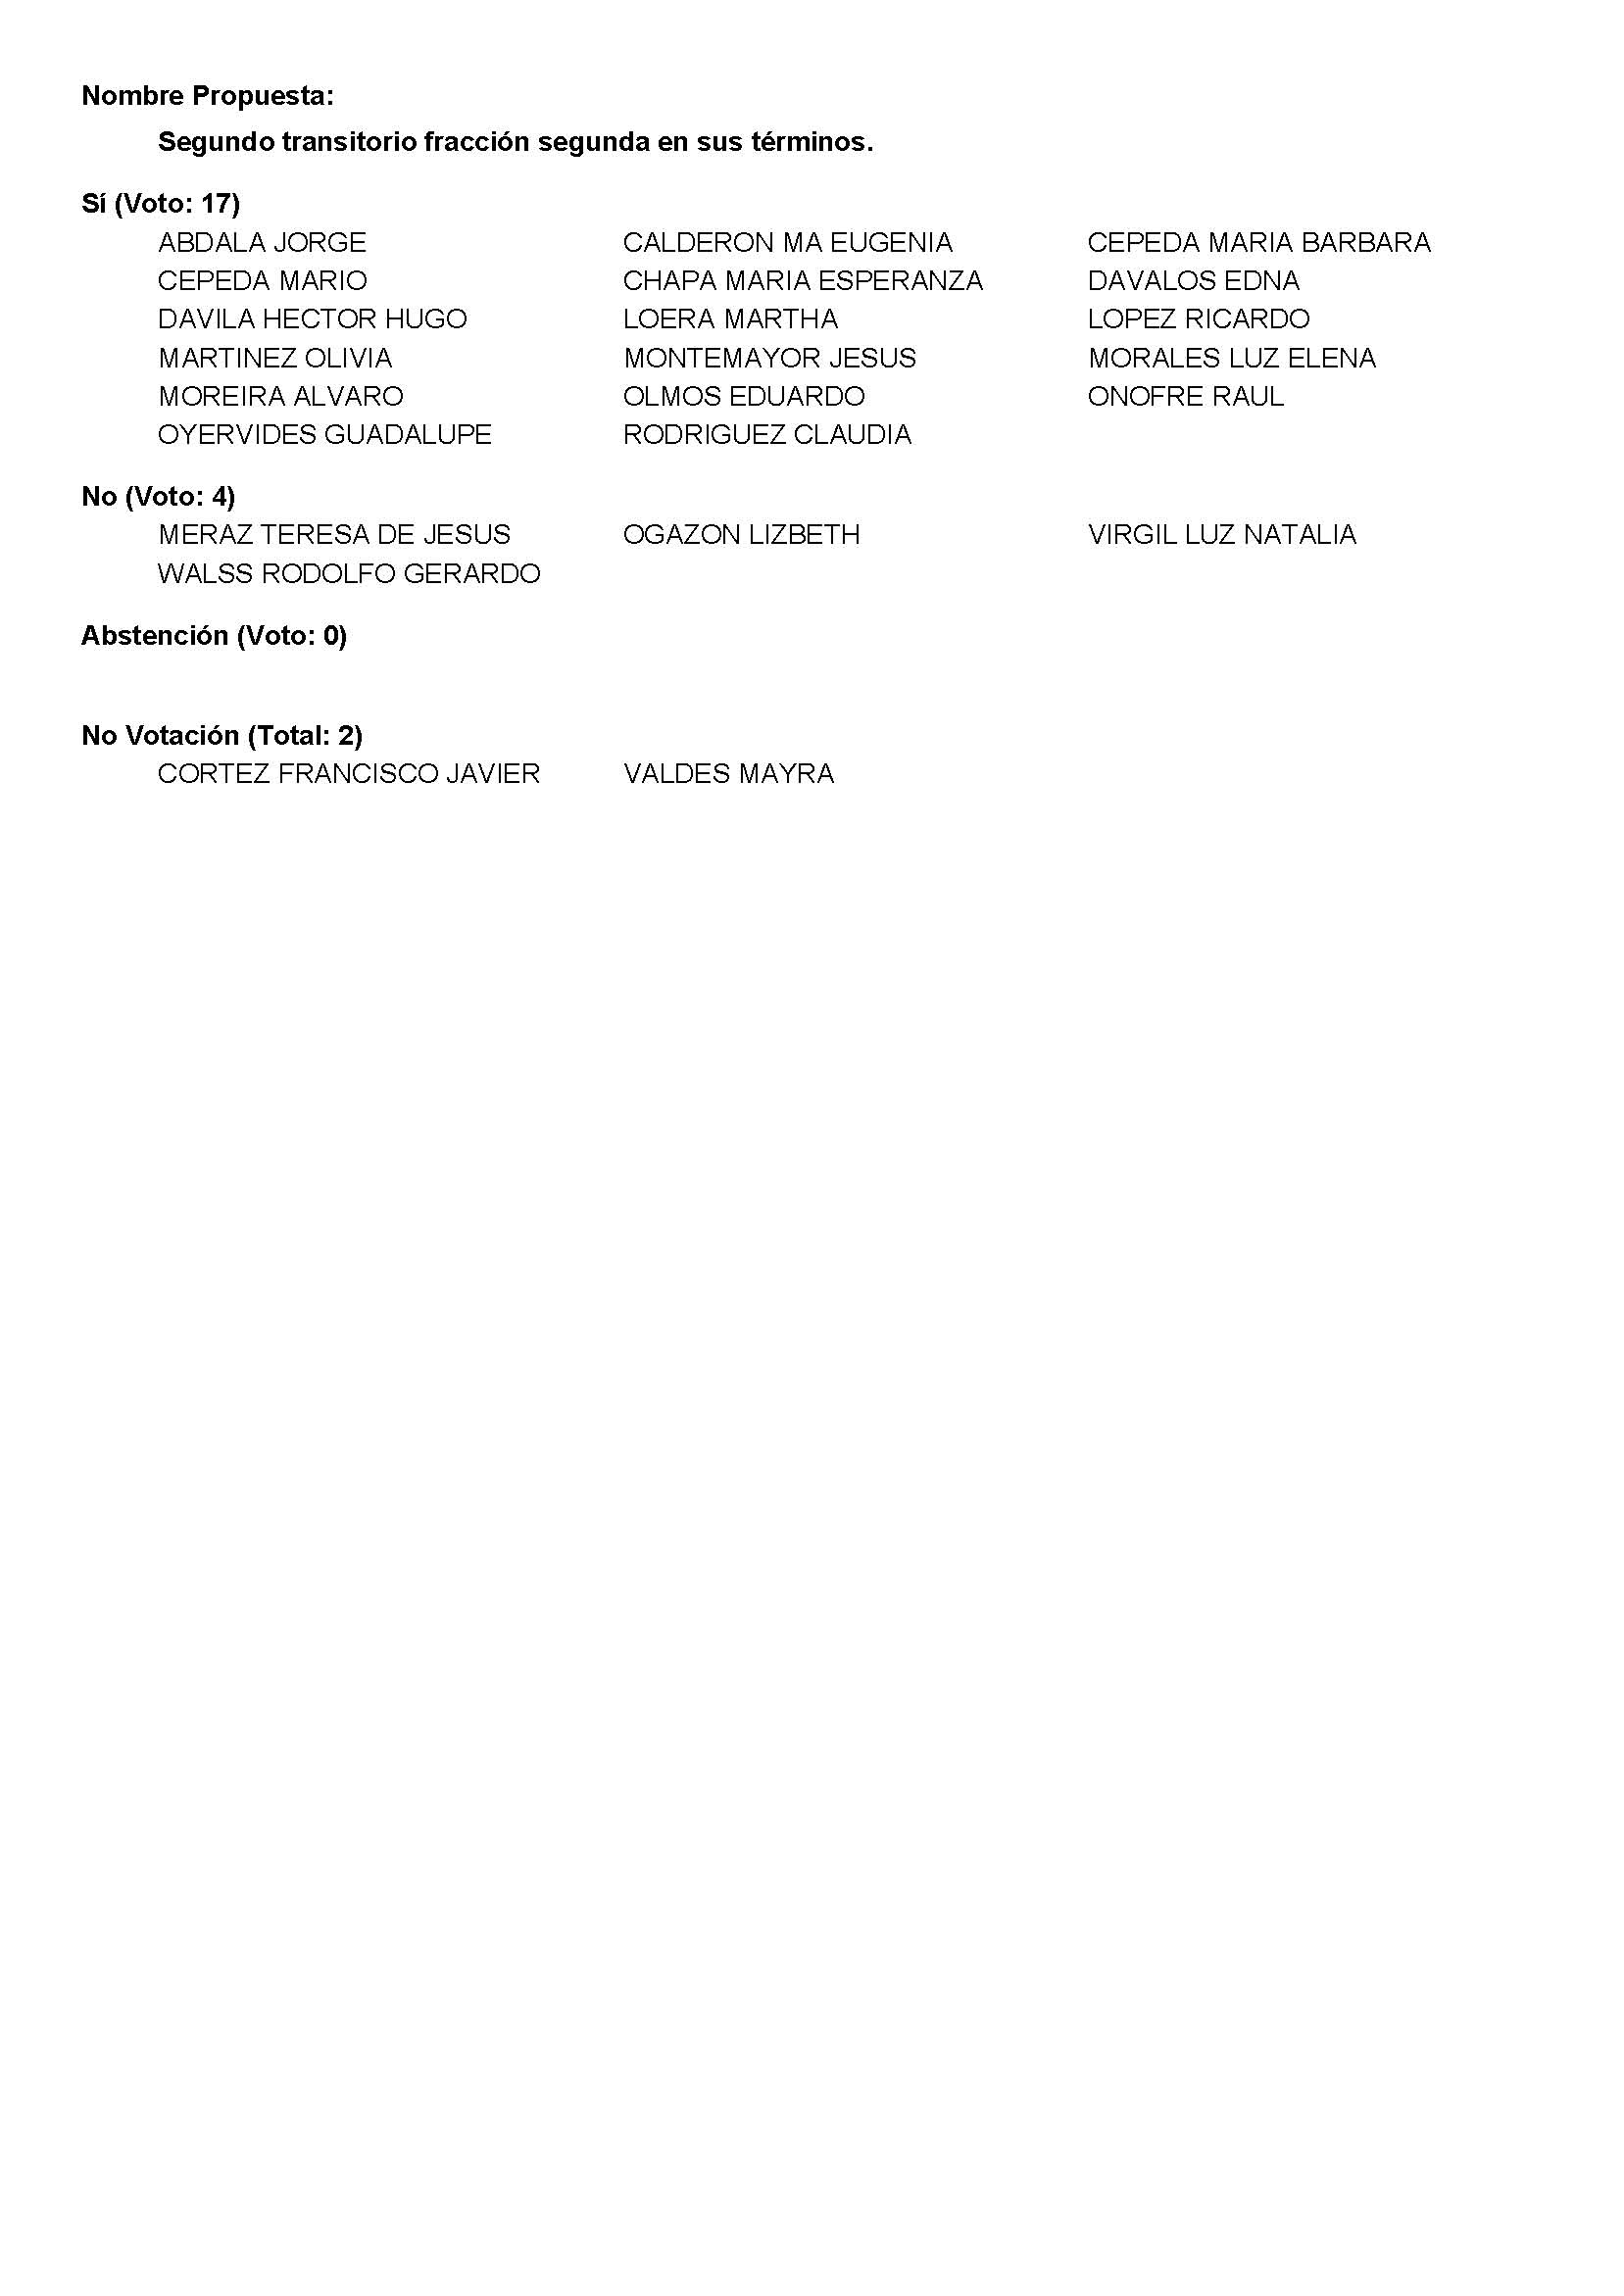 Nombre Propuesta:
Segundo transitorio fracción segunda en sus términos.
Sí (Voto: 17)
ABDALA JORGE CALDERON MA EUGENIA CEPEDA MARIA BARBARA
CEPEDA MARIO CHAPA MARIA ESPERANZA DAVALOS EDNA
DAVILA HECTOR HUGO LOERA MARTHA LOPEZ RICARDO
MARTINEZ OLIVIA MONTEMAYOR JESUS MORALES LUZ ELENA
MOREIRA ALVARO OLMOS EDUARDO ONOFRE RAUL
OYERVIDES GUADALUPE RODRIGUEZ CLAUDIA
No (Voto: 4)
MERAZ TERESA DE JESUS OGAZON LIZBETH VIRGIL LUZ NATALIA
WALSS RODOLFO GERARDO
Abstención (Voto: 0)
No Votación (Total: 2)
CORTEZ FRANCISCO JAVIER VALDES MAYRA